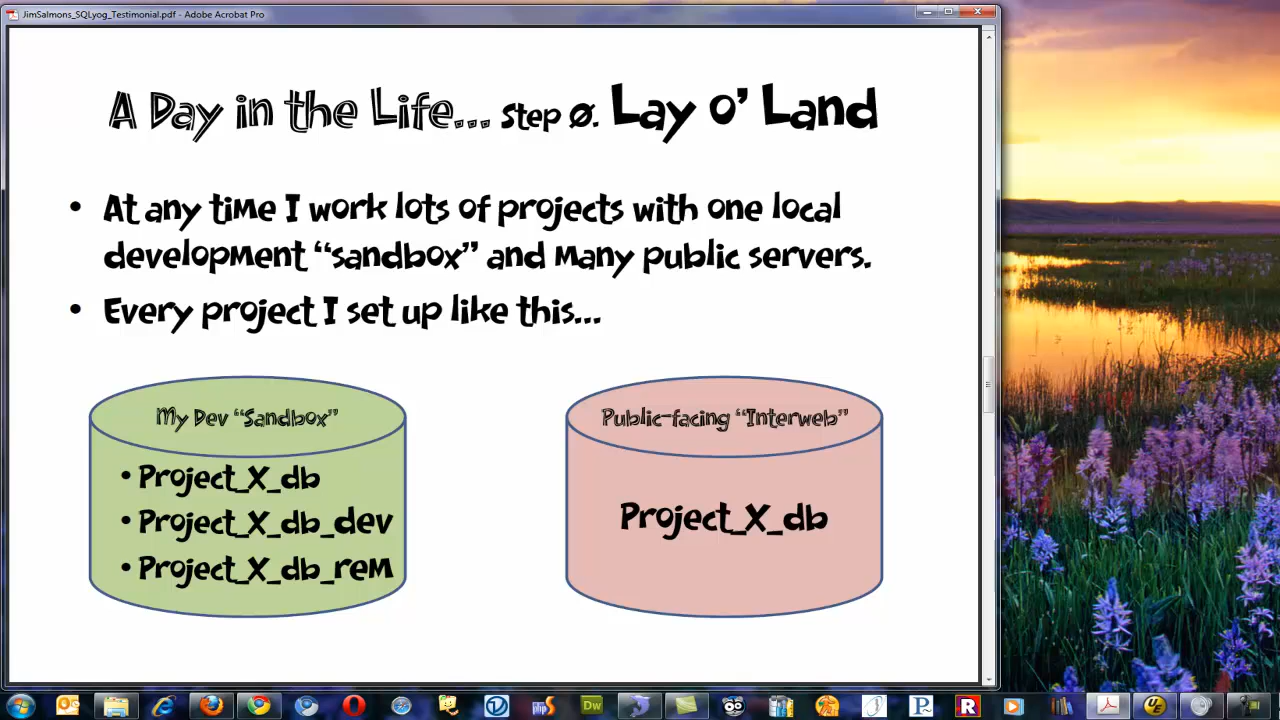 JimSalmons_SQLyog_Testimonial.pdf - Adobe Acrobat Pro
A Day in the Life... Step 0. Lay O' Land
• At any time I work lots of projects with one local
development “sandbox” and many public servers.
• Every project I set up like this...
My Dev “Sandbox”
• Project_X_db
• Project_X_db_dev
• Project_X_db_rem
Public-facing “Interweb”
Project_X_db
Dw
P
R